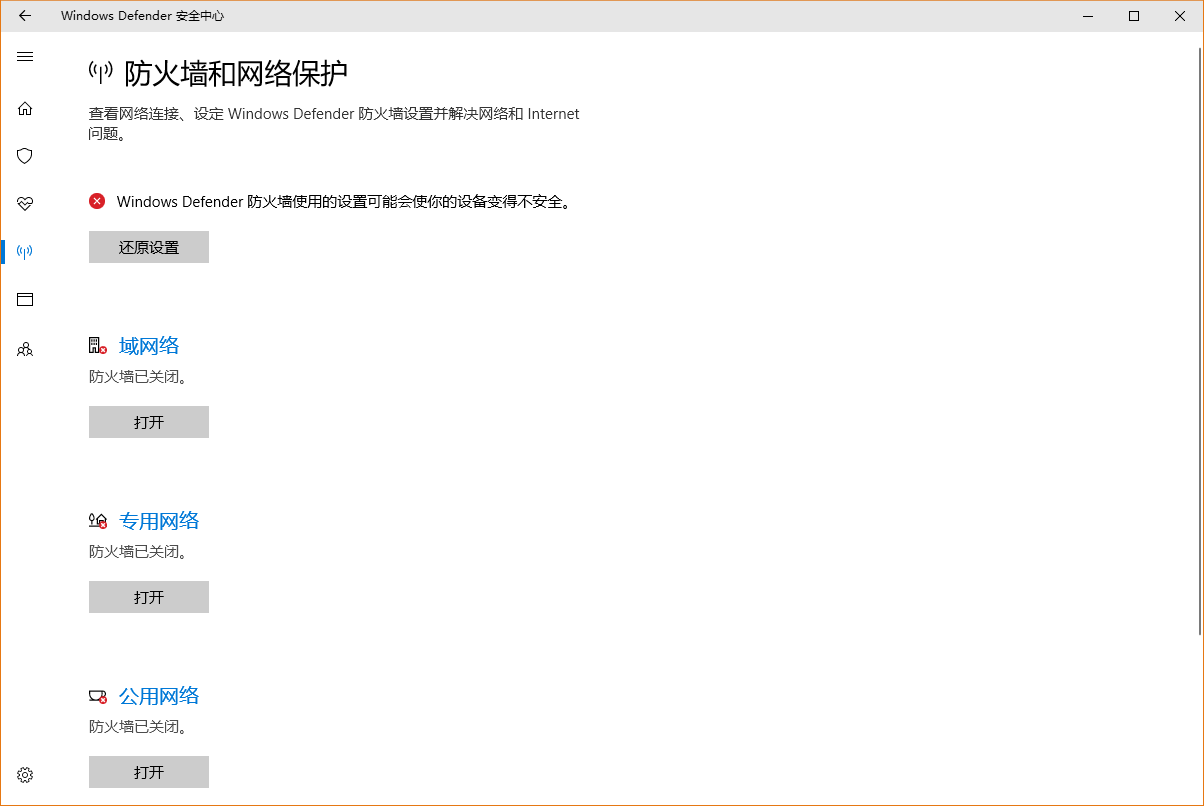 Windows Defender 安全中心
防火墙和网络保护
查看网络连接、设定 Windows Defender 防火墙设置并解决网络和 Internet
问题。
Windows Defender 防火墙使用的设置可能会使你的设备变得不安全。
还原设置
域网络
防火墙已关闭。
打开
专用网络
防火墙已关闭。
打开
公用网络
防火墙已关闭。
打开